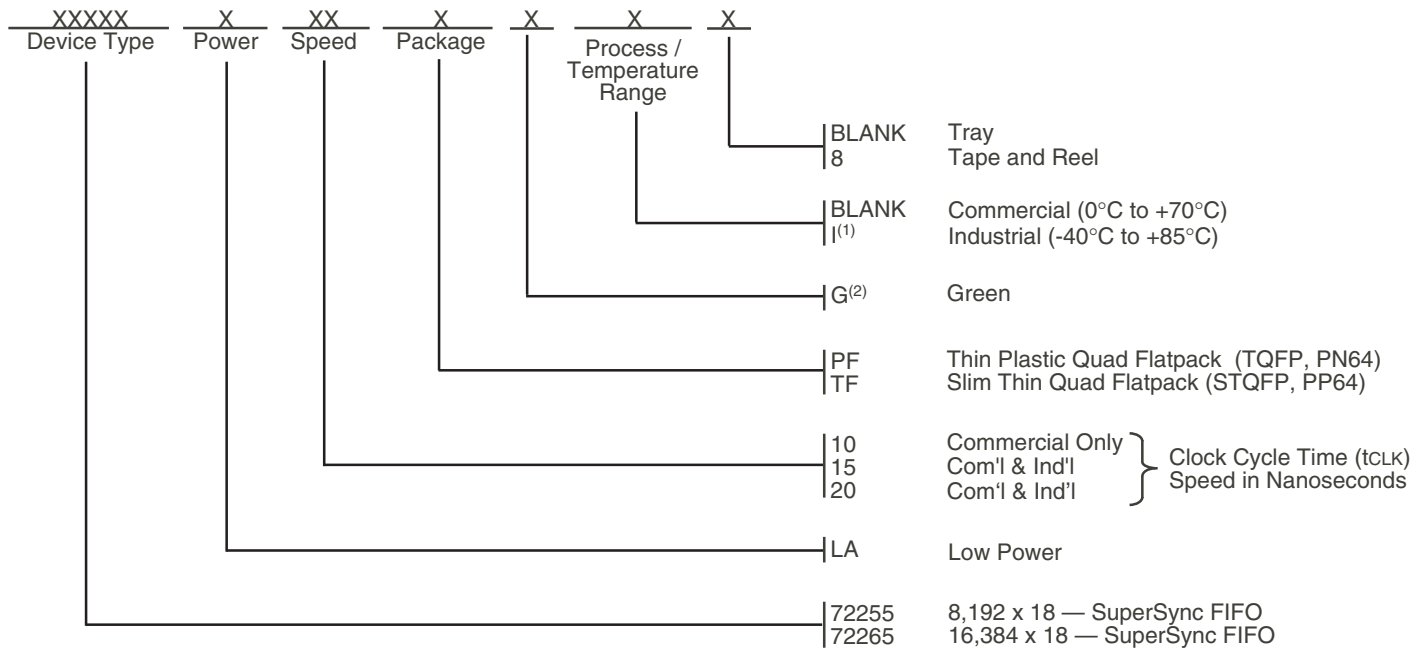 XXXXX X XX X X X X
Device Type Power Speed Package
Process /
Temperature
Range
BLANK Tray
8 Tape and Reel
BLANK Commercial (0°C to +70°C)
I(1) Industrial (-40°C to +85°C)
G(2) Green
PF Thin Plastic Quad Flatpack (TQFP, PN64)
TF Slim Thin Quad Flatpack (STQFP, PP64)
10 Commercial Only
15 Com'l & Ind'l
20 Com‘l & Ind’l
Clock Cycle Time (tCLK)
Speed in Nanoseconds
LA Low Power
72255 8,192 x 18 — SuperSync FIFO
72265 16,384 x 18 — SuperSync FIFO